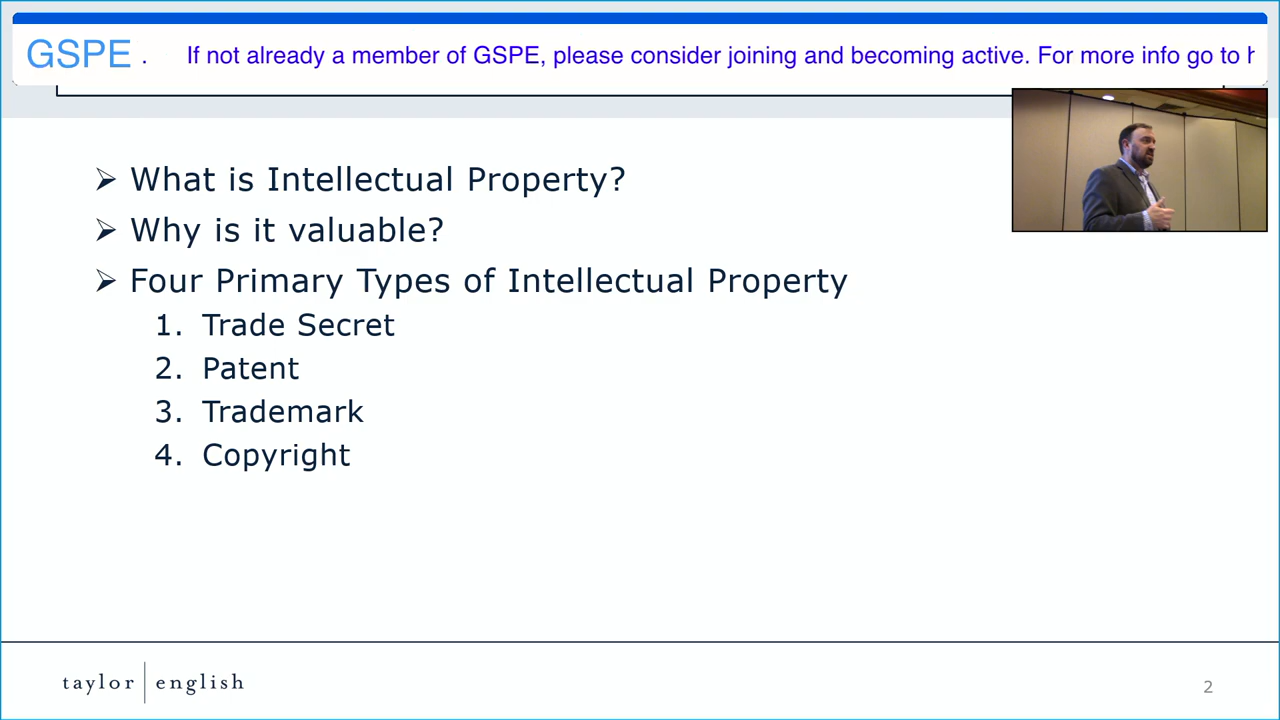 GSPE . If not already a member of GSPE, please consider joining and becoming active. For more info go to h
➢ What is Intellectual Property?
➢ Why is it valuable?
➢ Four Primary Types of Intellectual Property
1. Trade Secret
2. Patent
3. Trademark
4. Copyright
taylor | english
2